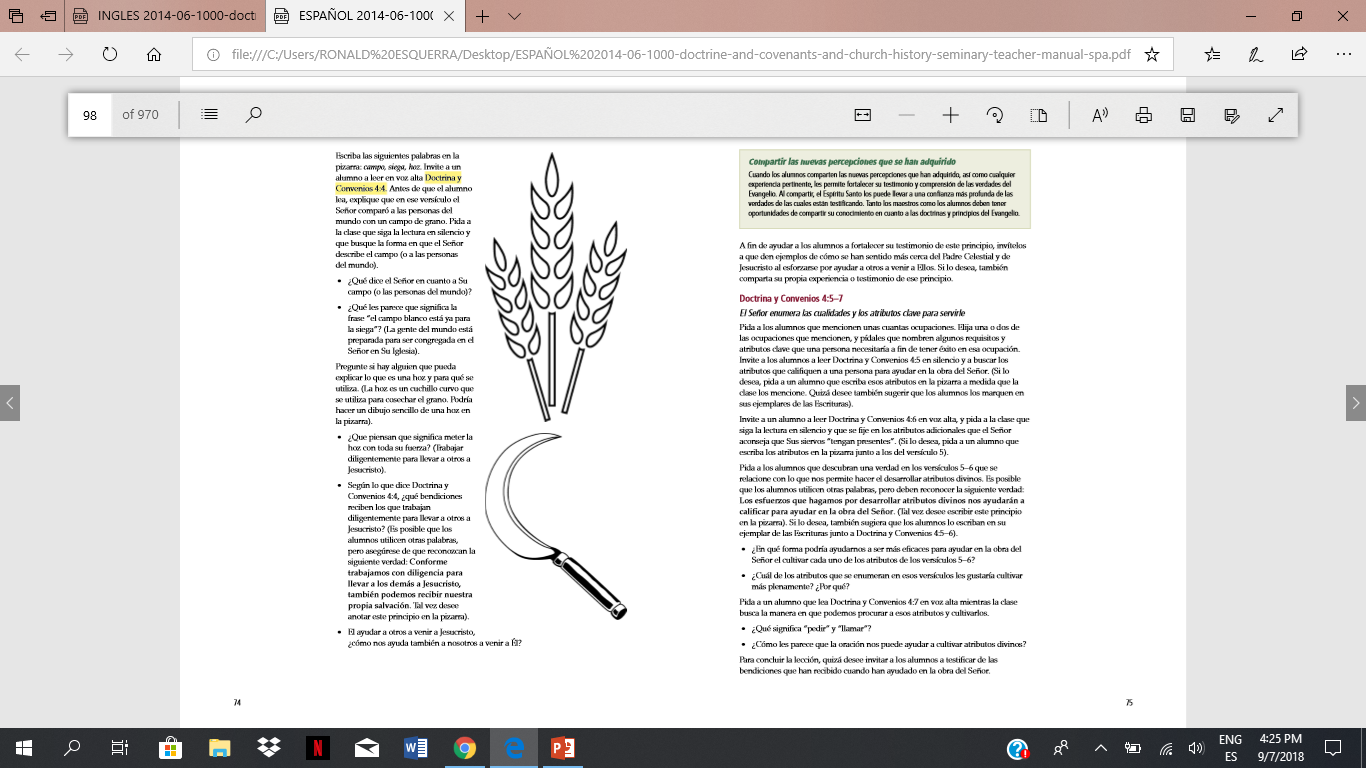 INGLES 2014-06-1000-doct
ESPAÑOL 2014-06-1000
file:///C:/Users/RONALD%20ESQUERRA/Desktop/ESPAÑOL%202014-06-1000-doctrine-and-covenants-and-church-history-seminary-teacher-manual-spa.pdf
98 of 970
Escriba las siguientes palabras en la
pizarra: campo, siega, hoz. Invite a un
alumno a leer en voz alta Doctrina y
Convenios 4:4. Antes de que el alumno
lea, explique que en ese versículo el
Señor comparó a las personas del
mundo con un campo de grano. Pida a
la clase que siga la lectura en silencio y
que busque la forma en que el Señor
describe el campo (o a las personas
del mundo).
• ¿Qué dice el Señor en cuanto a Su
campo (o las personas del mundo)?
• ¿Qué les parece que significa la
frase “el campo blanco está ya para
la siega”? (La gente del mundo está
preparada para ser congregada en el
Señor en Su Iglesia).
Pregunte si hay alguien que pueda
explicar lo que es una hoz y para qué se
utiliza. (La hoz es un cuchillo curvo que
se utiliza para cosechar el grano. Podría
hacer un dibujo sencillo de una hoz en
la pizarra).
• ¿Que piensan que significa meter la
hoz con toda su fuerza? (Trabajar
diligentemente para llevar a otros a
Jesucristo).
• Según lo que dice Doctrina y
Convenios 4:4, ¿qué bendiciones
reciben los que trabajan
diligentemente para llevar a otros a
Jesucristo? (Es posible que los
alumnos utilicen otras palabras,
pero asegúrese de que reconozcan la
siguiente verdad: Conforme
trabajamos con diligencia para
llevar a los demás a Jesucristo,
también podemos recibir nuestra
propia salvación. Tal vez desee
anotar este principio en la pizarra).
• El ayudar a otros a venir a Jesucristo,
¿cómo nos ayuda también a nosotros a venir a Él?
74
Compartir las nuevas percepciones que se han adquirido
Cuando los alumnos comparten las nuevas percepciones que han adquirido, así como cualquier
experiencia pertinente, les permite fortalecer su testimonio y comprensión de las verdades del
Evangelio. Al compartir, el Espíritu Santo los puede llevar a una confianza más profunda de las
verdades de las cuales están testificando. Tanto los maestros como los alumnos deben tener
oportunidades de compartir su conocimiento en cuanto a las doctrinas y principios del Evangelio.
A fin de ayudar a los alumnos a fortalecer su testimonio de este principio, invítelos
a que den ejemplos de cómo se han sentido más cerca del Padre Celestial y de
Jesucristo al esforzarse por ayudar a otros a venir a Ellos. Si lo desea, también
comparta su propia experiencia o testimonio de ese principio.
Doctrina y Convenios 4:5–7
El Señor enumera las cualidades y los atributos clave para servirle
Pida a los alumnos que mencionen unas cuantas ocupaciones. Elija una o dos de
las ocupaciones que mencionen, y pídales que nombren algunos requisitos y
atributos clave que una persona necesitaría a fin de tener éxito en esa ocupación.
Invite a los alumnos a leer Doctrina y Convenios 4:5 en silencio y a buscar los
atributos que califiquen a una persona para ayudar en la obra del Señor. (Si lo
desea, pida a un alumno que escriba esos atributos en la pizarra a medida que la
clase los mencione. Quizá desee también sugerir que los alumnos los marquen en
sus ejemplares de las Escrituras).
Invite a un alumno a leer Doctrina y Convenios 4:6 en voz alta, y pida a la clase que
siga la lectura en silencio y que se fije en los atributos adicionales que el Señor
aconseja que Sus siervos “tengan presentes”. (Si lo desea, pida a un alumno que
escriba los atributos en la pizarra junto a los del versículo 5).
Pida a los alumnos que descubran una verdad en los versículos 5–6 que se
relacione con lo que nos permite hacer el desarrollar atributos divinos. Es posible
que los alumnos utilicen otras palabras, pero deben reconocer la siguiente verdad:
Los esfuerzos que hagamos por desarrollar atributos divinos nos ayudarán a
calificar para ayudar en la obra del Señor. (Tal vez desee escribir este principio
en la pizarra). Si lo desea, también sugiera que los alumnos lo escriban en su
ejemplar de las Escrituras junto a Doctrina y Convenios 4:5–6).
• ¿En qué forma podría ayudarnos a ser más eficaces para ayudar en la obra del
Señor el cultivar cada uno de los atributos de los versículos 5–6?
• ¿Cuál de los atributos que se enumeran en esos versículos les gustaría cultivar
más plenamente? ¿Por qué?
Pida a un alumno que lea Doctrina y Convenios 4:7 en voz alta mientras la clase
busca la manera en que podemos procurar a esos atributos y cultivarlos.
• ¿Qué significa “pedir” y “llamar”?
• ¿Cómo les parece que la oración nos puede ayudar a cultivar atributos divinos?
Para concluir la lección, quizá desee invitar a los alumnos a testificar de las
bendiciones que han recibido cuando han ayudado en la obra del Señor.
75
ENG
ES
4:25 PM
9/7/2018